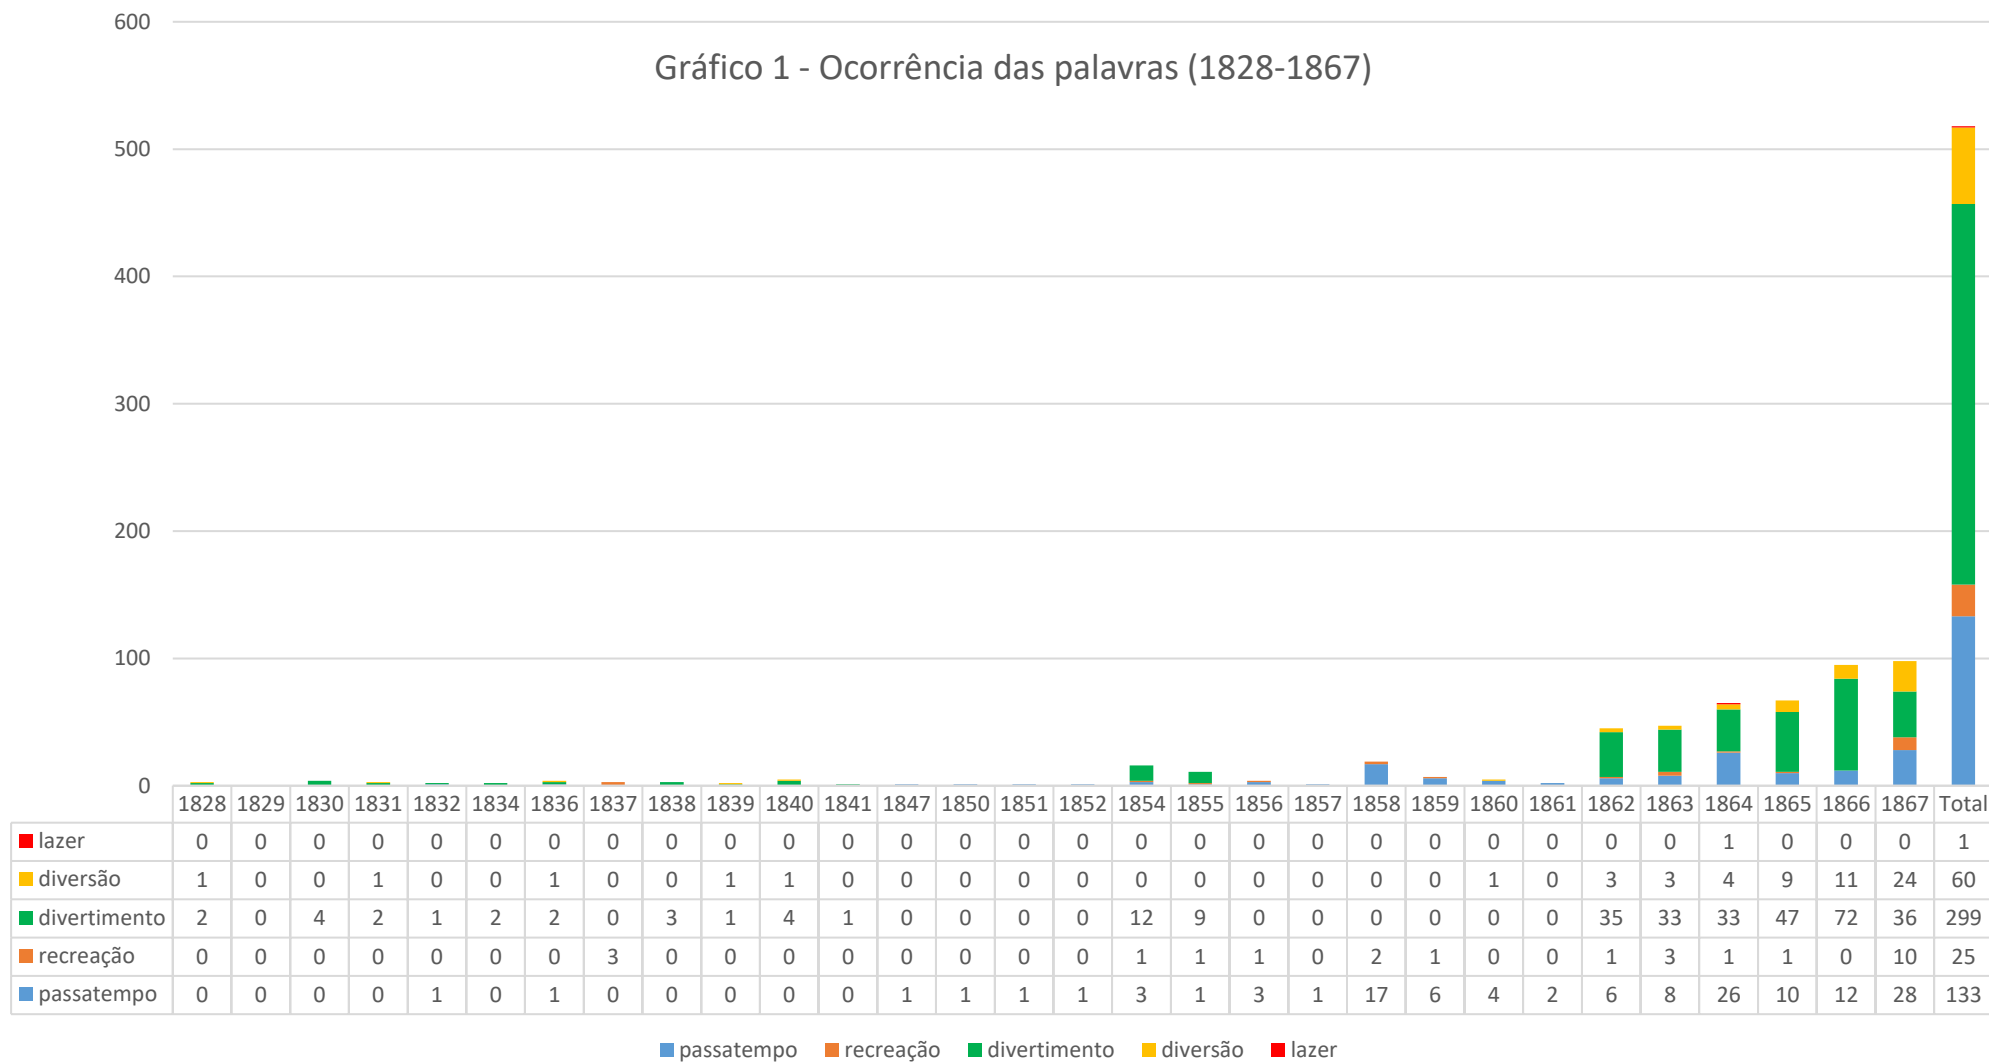 600
Gráfico 1 - Ocorrência das palavras (1828-1867)
500
400
300
200
100
0
1828 1829 1830 1831 1832 1834 1836 1837 1838 1839 1840 1841 1847 1850 1851 1852 1854 1855 1856 1857 1858 1859 1860 1861 1862 1863 1864 1865 1866 1867 Total
lazer 0 0 0 0 0 0 0 0 0 0 0 0 0 0 0 0 0 0 0 0 0 0 0 0 0 0 1 0 0 0 1
diversão 1 0 0 1 0 0 1 0 0 1 1 0 0 0 0 0 0 0 0 0 0 0 1 0 3 3 4 9 11 24 60
divertimento 2 0 4 2 1 2 2 0 3 1 4 1 0 0 0 0 12 9 0 0 0 0 0 0 35 33 33 47 72 36 299
recreação 0 0 0 0 0 0 0 3 0 0 0 0 0 0 0 0 1 1 1 0 2 1 0 0 1 3 1 1 0 10 25
passatempo 0 0 0 0 1 0 1 0 0 0 0 0 1 1 1 1 3 1 3 1 17 6 4 2 6 8 26 10 12 28 133
passatempo recreação divertimento diversão lazer